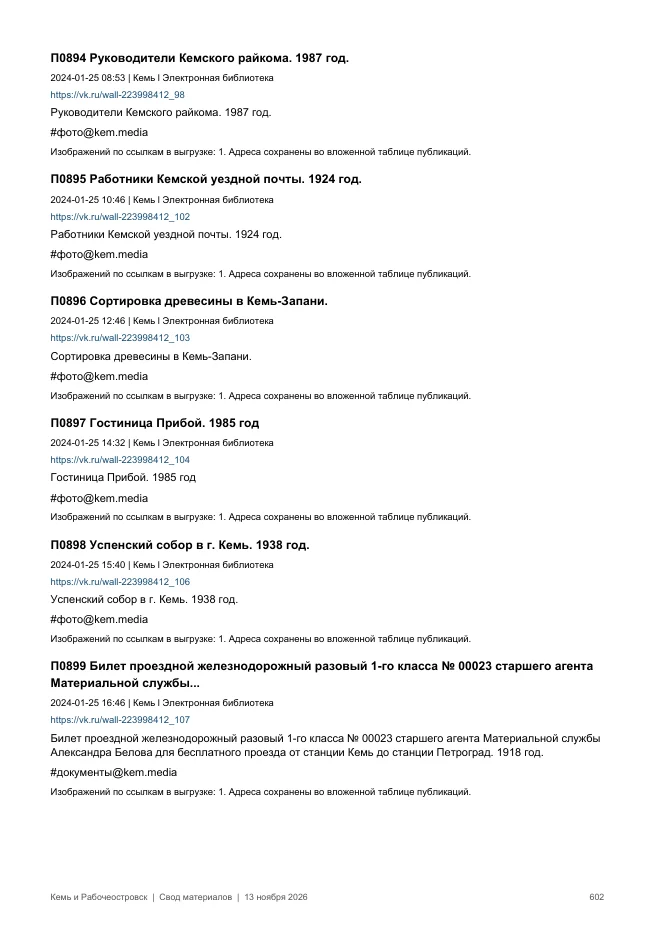 П0894 Руководители Кемского райкома. 1987 год.
2024-01-25 08:53 | Кемь l Электронная библиотека
https://vk.ru/wall-223998412_98
Руководители Кемского райкома. 1987 год.
#фото@kem.media
Изображений по ссылкам в выгрузке: 1. Адреса сохранены во вложенной таблице публикаций.
П0895 Работники Кемской уездной почты. 1924 год.
2024-01-25 10:46 | Кемь l Электронная библиотека
https://vk.ru/wall-223998412_102
Работники Кемской уездной почты. 1924 год.
#фото@kem.media
Изображений по ссылкам в выгрузке: 1. Адреса сохранены во вложенной таблице публикаций.
П0896 Сортировка древесины в Кемь-Запани.
2024-01-25 12:46 | Кемь l Электронная библиотека
https://vk.ru/wall-223998412_103
Сортировка древесины в Кемь-Запани.
#фото@kem.media
Изображений по ссылкам в выгрузке: 1. Адреса сохранены во вложенной таблице публикаций.
П0897 Гостиница Прибой. 1985 год
2024-01-25 14:32 | Кемь l Электронная библиотека
https://vk.ru/wall-223998412_104
Гостиница Прибой. 1985 год
#фото@kem.media
Изображений по ссылкам в выгрузке: 1. Адреса сохранены во вложенной таблице публикаций.
П0898 Успенский собор в г. Кемь. 1938 год.
2024-01-25 15:40 | Кемь l Электронная библиотека
https://vk.ru/wall-223998412_106
Успенский собор в г. Кемь. 1938 год.
#фото@kem.media
Изображений по ссылкам в выгрузке: 1. Адреса сохранены во вложенной таблице публикаций.
П0899 Билет проездной железнодорожный разовый 1-го класса № 00023 старшего агента
Материальной службы...
2024-01-25 16:46 | Кемь l Электронная библиотека
https://vk.ru/wall-223998412_107
Билет проездной железнодорожный разовый 1-го класса № 00023 старшего агента Материальной службы
Александра Белова для бесплатного проезда от станции Кемь до станции Петроград. 1918 год.
#документы@kem.media
Изображений по ссылкам в выгрузке: 1. Адреса сохранены во вложенной таблице публикаций.
Кемь и Рабочеостровск | Свод материалов | 13 ноября 2026
602